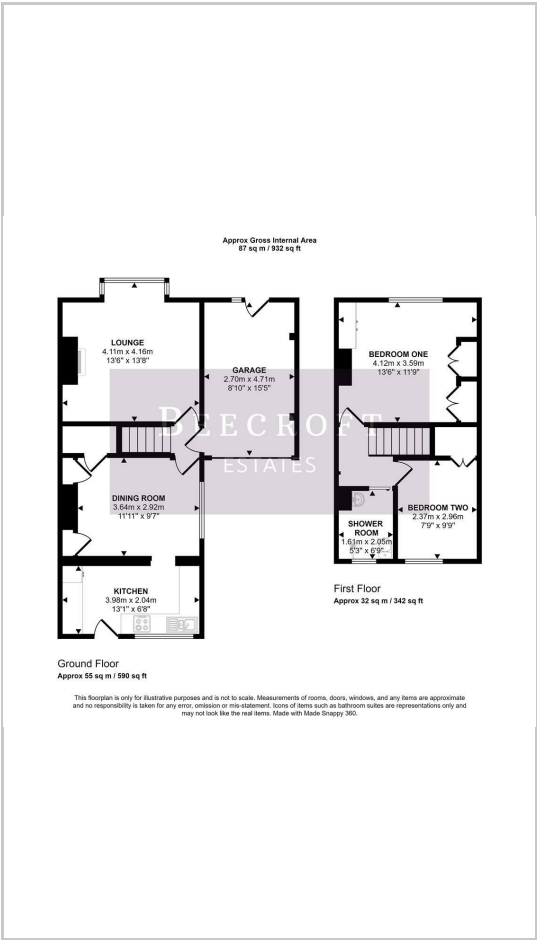 Approx Gross Internal Area
87 sq m / 932 sq ft
LOUNGE
4.11m x 4.16m
13'6" x 13'8"
GARAGE
2.70m x 4.71m
8'10" x 15'5"
BEDROOM ONE
4.12m x 3.59m
13'6" x 11'9"
BEECROFT
ESTATES
DINING ROOM
3.64m x 2.92m
11'11" x 9'7"
BEDROOM TWO
2.37m x 2.96m
7'9" x 9'9"
SHOWER
ROOM
1.61m x 2.05m
5'3" x 6'9"
KITCHEN
3.98m x 2.04m
13'1" x 6'8"
First Floor
Approx 32 sq m / 342 sq ft
Ground Floor
Approx 55 sq m / 590 sq ft
This floorplan is only for illustrative purposes and is not to scale. Measurements of rooms, doors, windows, and any items are approximate
and no responsibility is taken for any error, omission or mis-statement. Icons of items such as bathroom suites are representations only and
may not look like the real items. Made with Made Snappy 360.